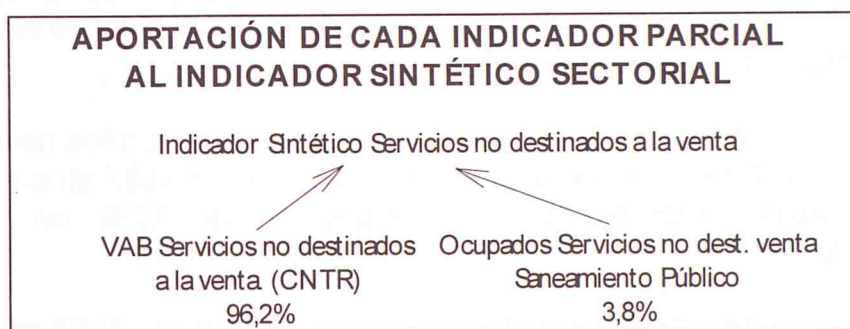 APORTACIÓN DE CADA INDICADOR PARCIAL
AL INDICADOR SINTÉTICO SECTORIAL
Indicador Sintético Servicios no destinados a la venta
VAB Servicios no destinados
a la venta (CNTR)
96,2%
Ocupados Servicios no dest. venta
Saneamiento Público
3,8%